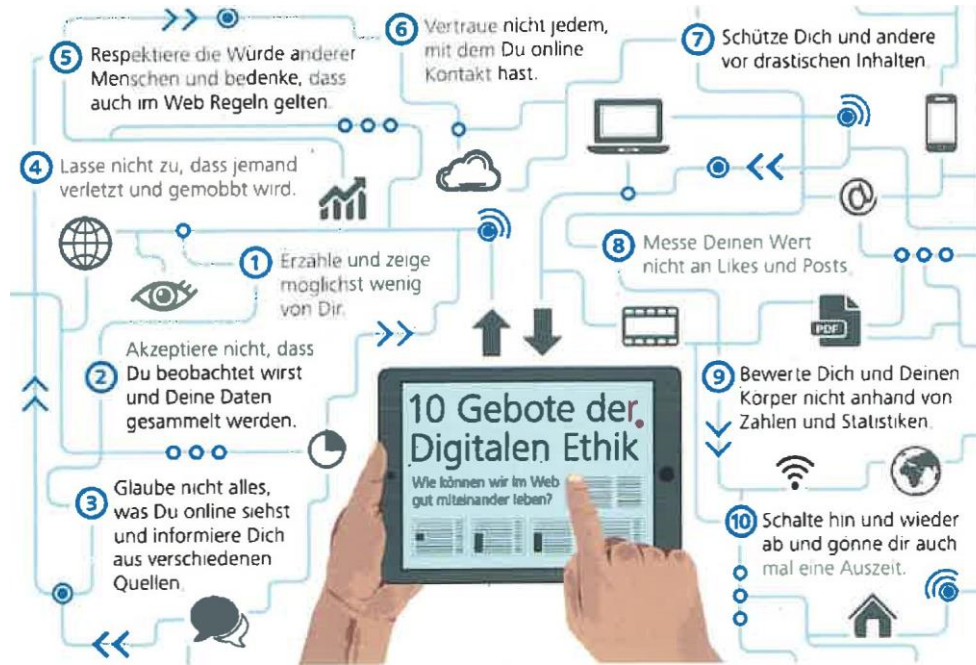 10 Gebote der
Digitalen Ethik
Wie können wir im Web
gut miteinander leben?
1
Erzähle und zeige
möglichst wenig
von Dir.
2
Akzeptiere nicht, dass
Du beobachtet wirst
und Deine Daten
gesammelt werden.
3
Glaube nicht alles,
was Du online siehst
und informiere Dich
aus verschiedenen
Quellen.
4
Lasse nicht zu, dass jemand
verletzt und gemobbt wird.
5
Respektiere die Würde anderer
Menschen und bedenke, dass
auch im Web Regeln gelten.
6
Vertraue nicht jedem,
mit dem Du online
Kontakt hast.
7
Schütze Dich und andere
vor drastischen Inhalten.
8
Messe Deinen Wert
nicht an Likes und Posts.
9
Bewerte Dich und Deinen
Körper nicht anhand von
Zahlen und Statistiken.
10
Schalte hin und wieder
ab und gönne dir auch
mal eine Auszeit.
@
PDF